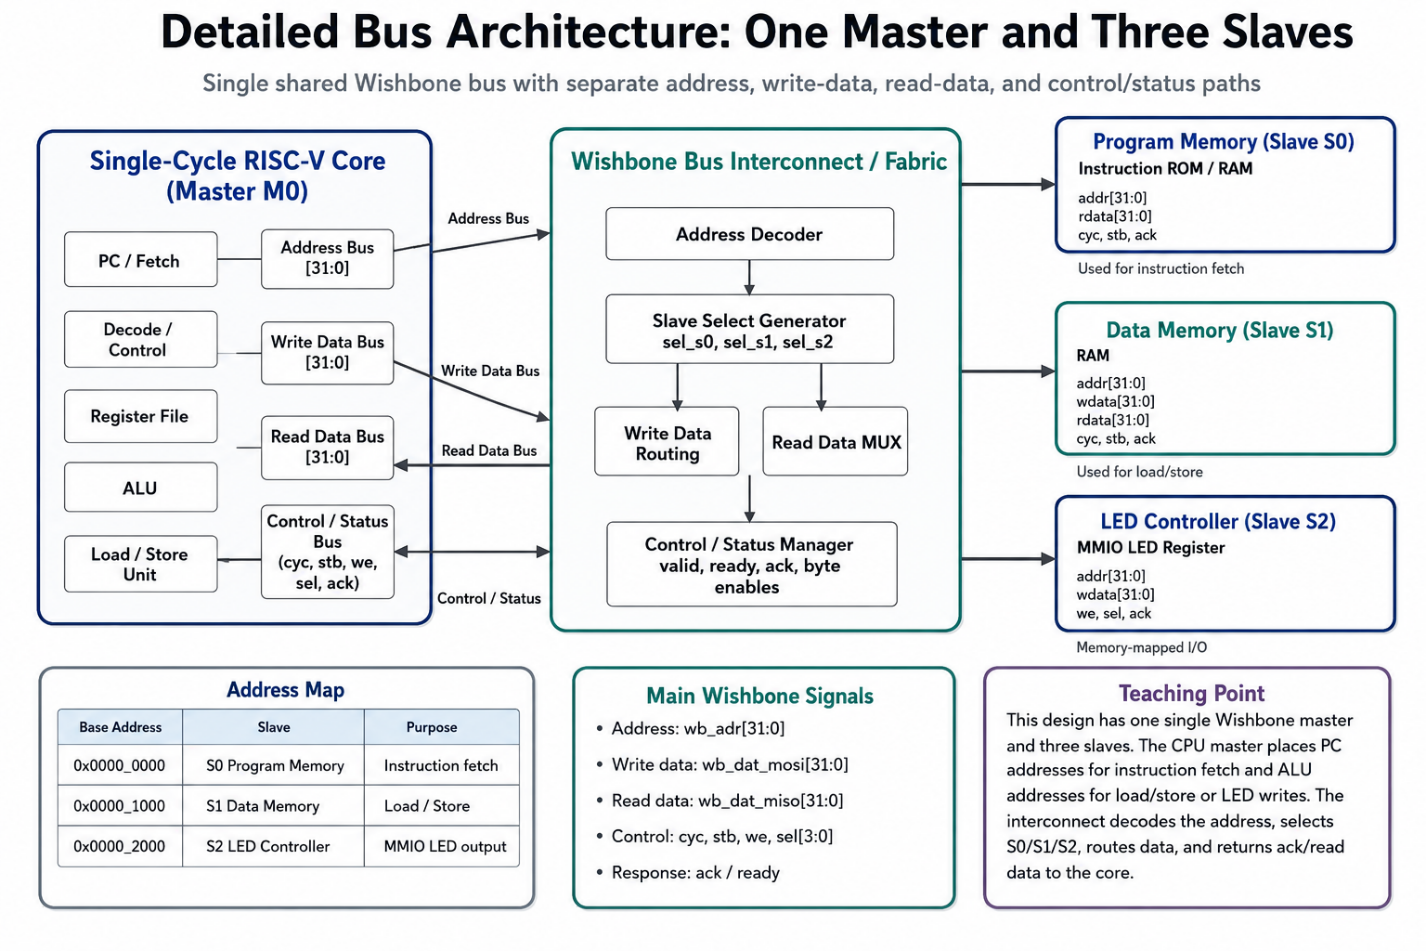 Detailed Bus Architecture: One Master and Three Slaves
Single shared Wishbone bus with separate address, write-data, read-data, and control/status paths
Single-Cycle RISC-V Core
(Master M0)
PC / Fetch
Decode /
Control
Register File
ALU
Load / Store
Unit
Address Bus
[31:0]
Write Data Bus
[31:0]
Read Data Bus
[31:0]
Control / Status
Bus
(cyc, stb, we,
sel, ack)
Address Bus
Write Data Bus
Read Data Bus
Control / Status
Wishbone Bus Interconnect / Fabric
Address Decoder
Slave Select Generator
sel_s0, sel_s1, sel_s2
Write Data
Routing
Read Data MUX
Control / Status Manager
valid, ready, ack, byte
enables
Program Memory (Slave S0)
Instruction ROM / RAM
addr[31:0]
rdata[31:0]
cyc, stb, ack
Used for instruction fetch
Data Memory (Slave S1)
RAM
addr[31:0]
wdata[31:0]
rdata[31:0]
cyc, stb, ack
Used for load/store
LED Controller (Slave S2)
MMIO LED Register
addr[31:0]
wdata[31:0]
we, sel, ack
Memory-mapped I/O
Address Map
Base Address Slave Purpose
0x0000_0000 S0 Program Memory Instruction fetch
0x0000_1000 S1 Data Memory Load / Store
0x0000_2000 S2 LED Controller MMIO LED output
Main Wishbone Signals
• Address: wb_adr[31:0]
• Write data: wb_dat_mosi[31:0]
• Read data: wb_dat_miso[31:0]
• Control: cyc, stb, we, sel[3:0]
• Response: ack / ready
Teaching Point
This design has one single Wishbone master
and three slaves. The CPU master places PC
addresses for instruction fetch and ALU
addresses for load/store or LED writes. The
interconnect decodes the address, selects
S0/S1/S2, routes data, and returns ack/read
data to the core.